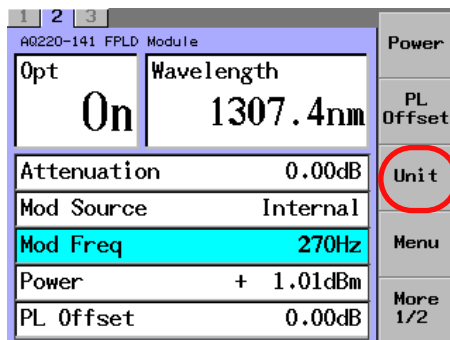 1 2 3
AQ220-141 FPLD Module
Opt
On
Wavelength
1307.4nm
Attenuation 0.00dB
Mod Source Internal
Mod Freq 270Hz
Power + 1.01dBm
PL Offset 0.00dB
Power
PL
Offset
Unit
Menu
More
1/2